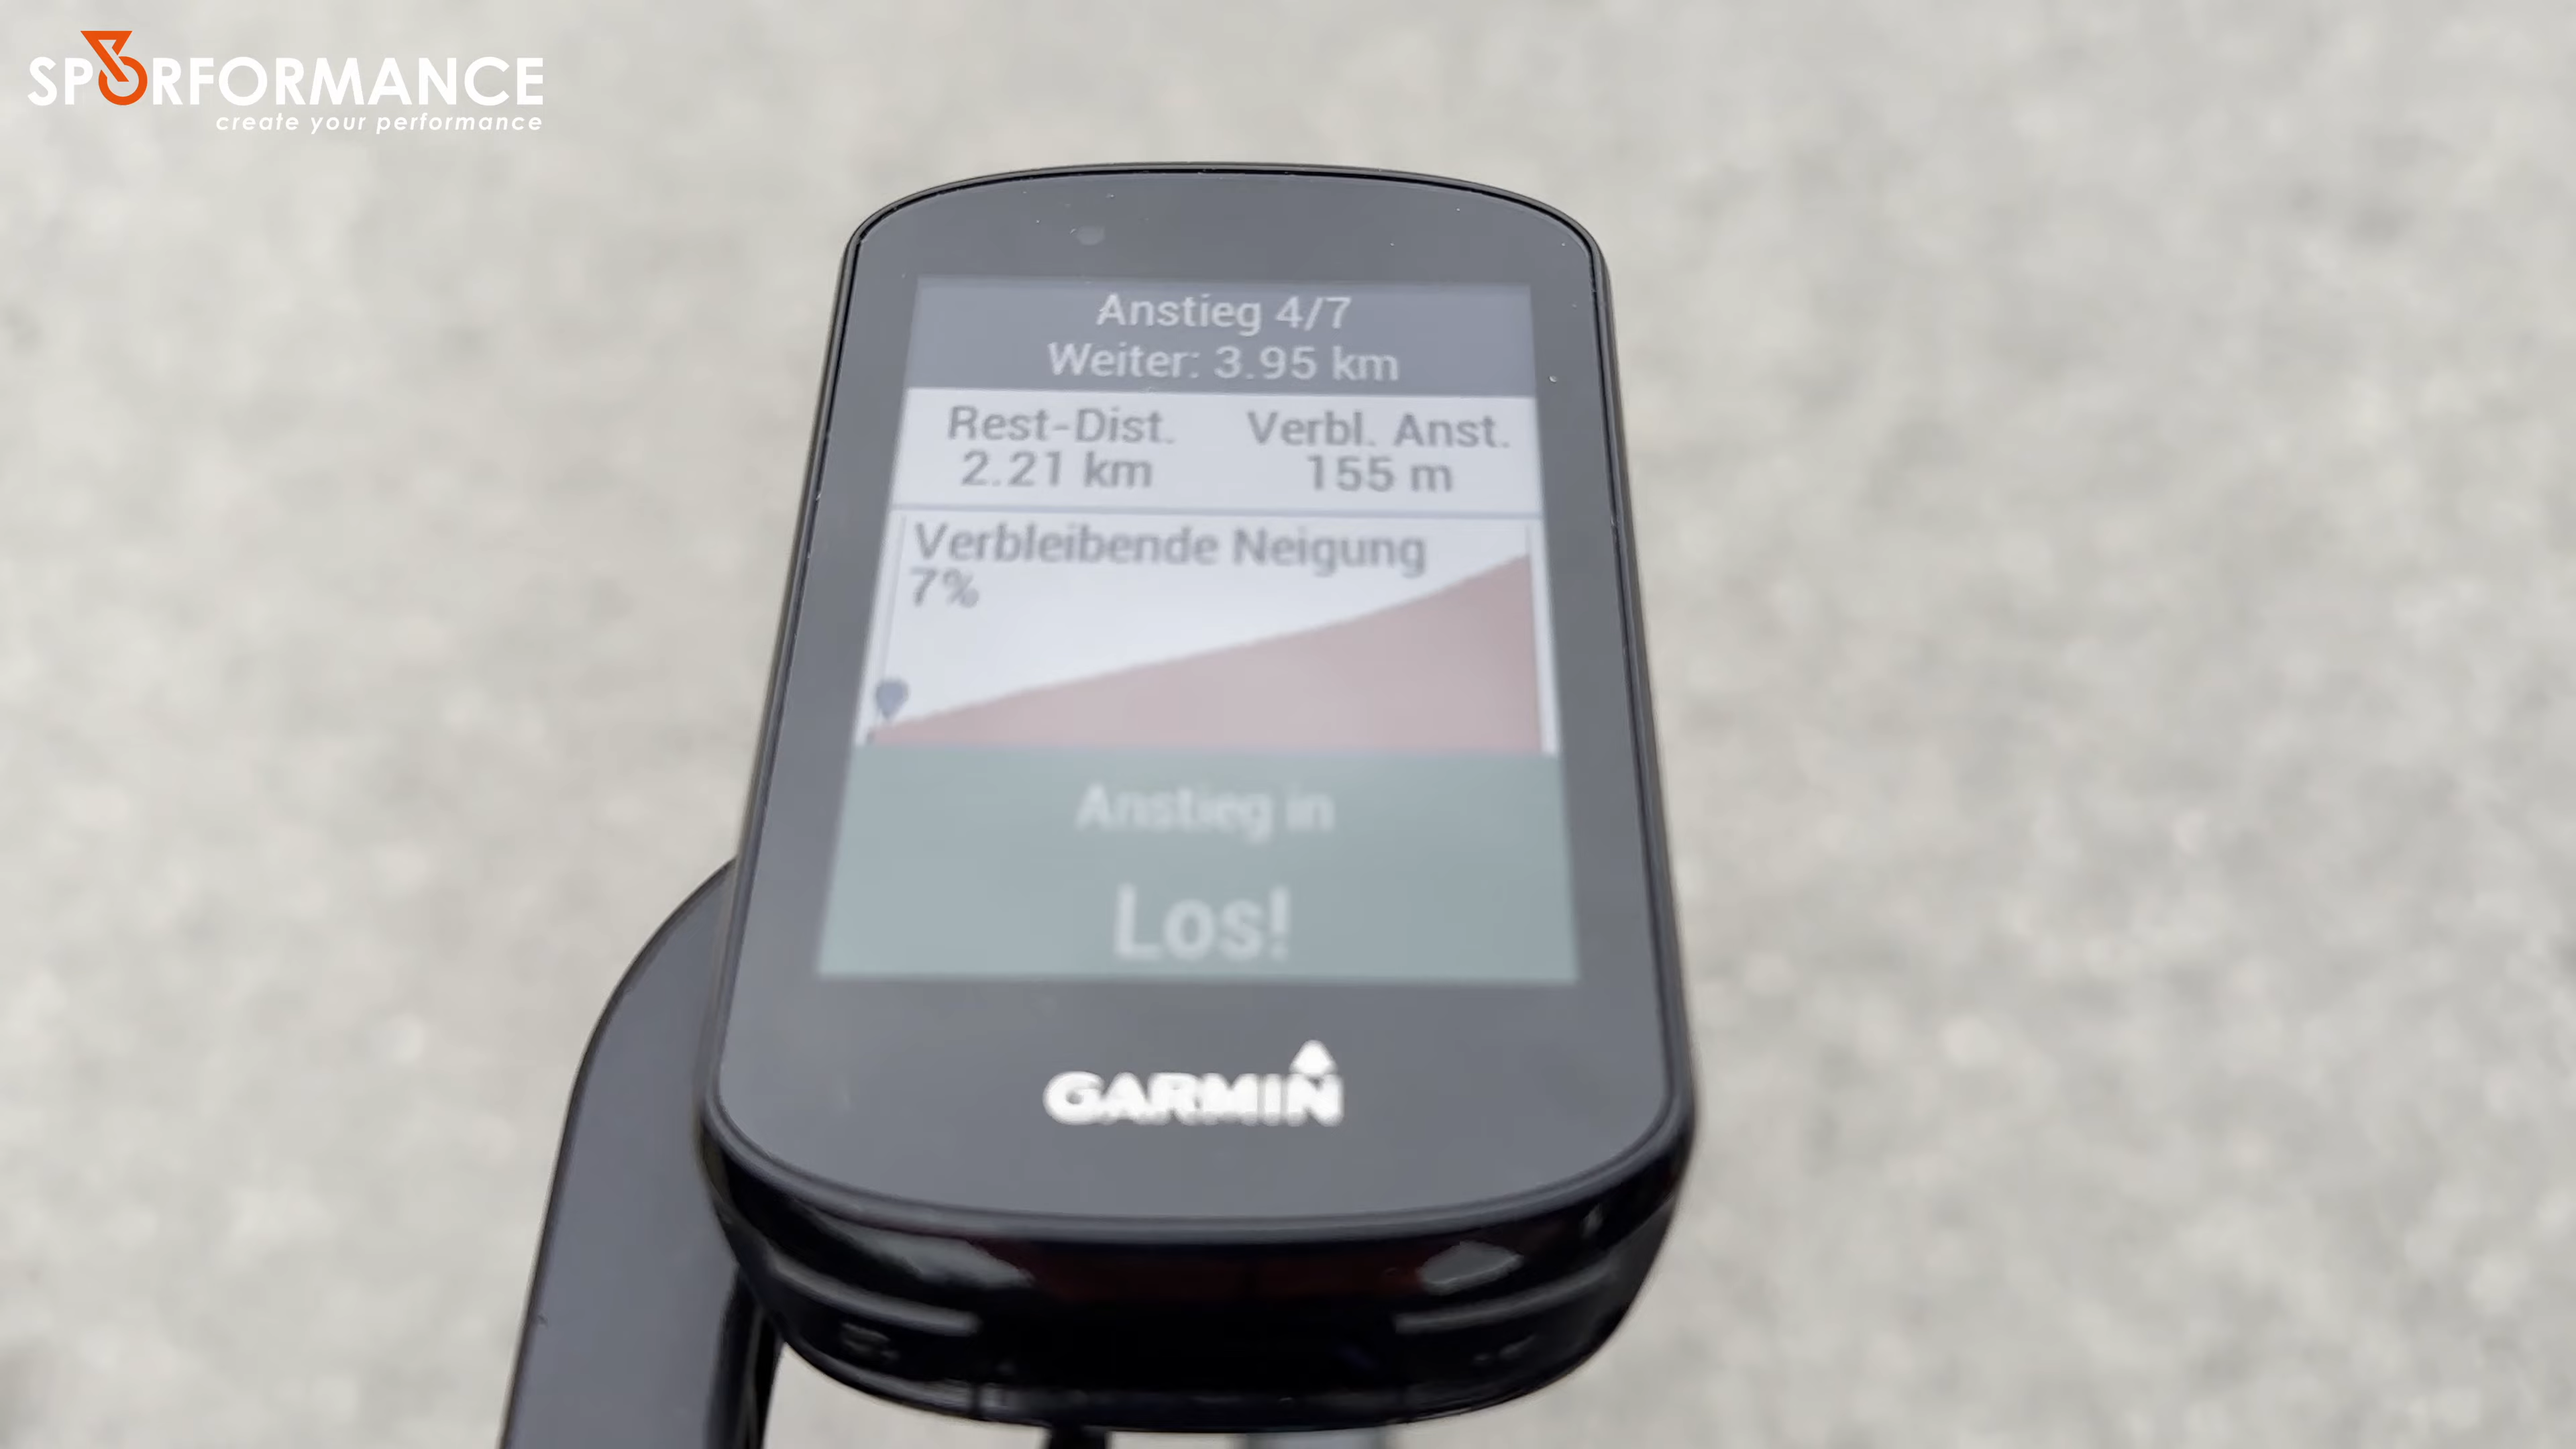 SPORFORMANCE
create your performance
Anstieg 4/7
Weiter: 3.95 km
Rest-Dist. Verbl. Anst.
2.21 km 155 m
Verbleibende Neigung
7%
Anstieg in
Los!
GARMIN